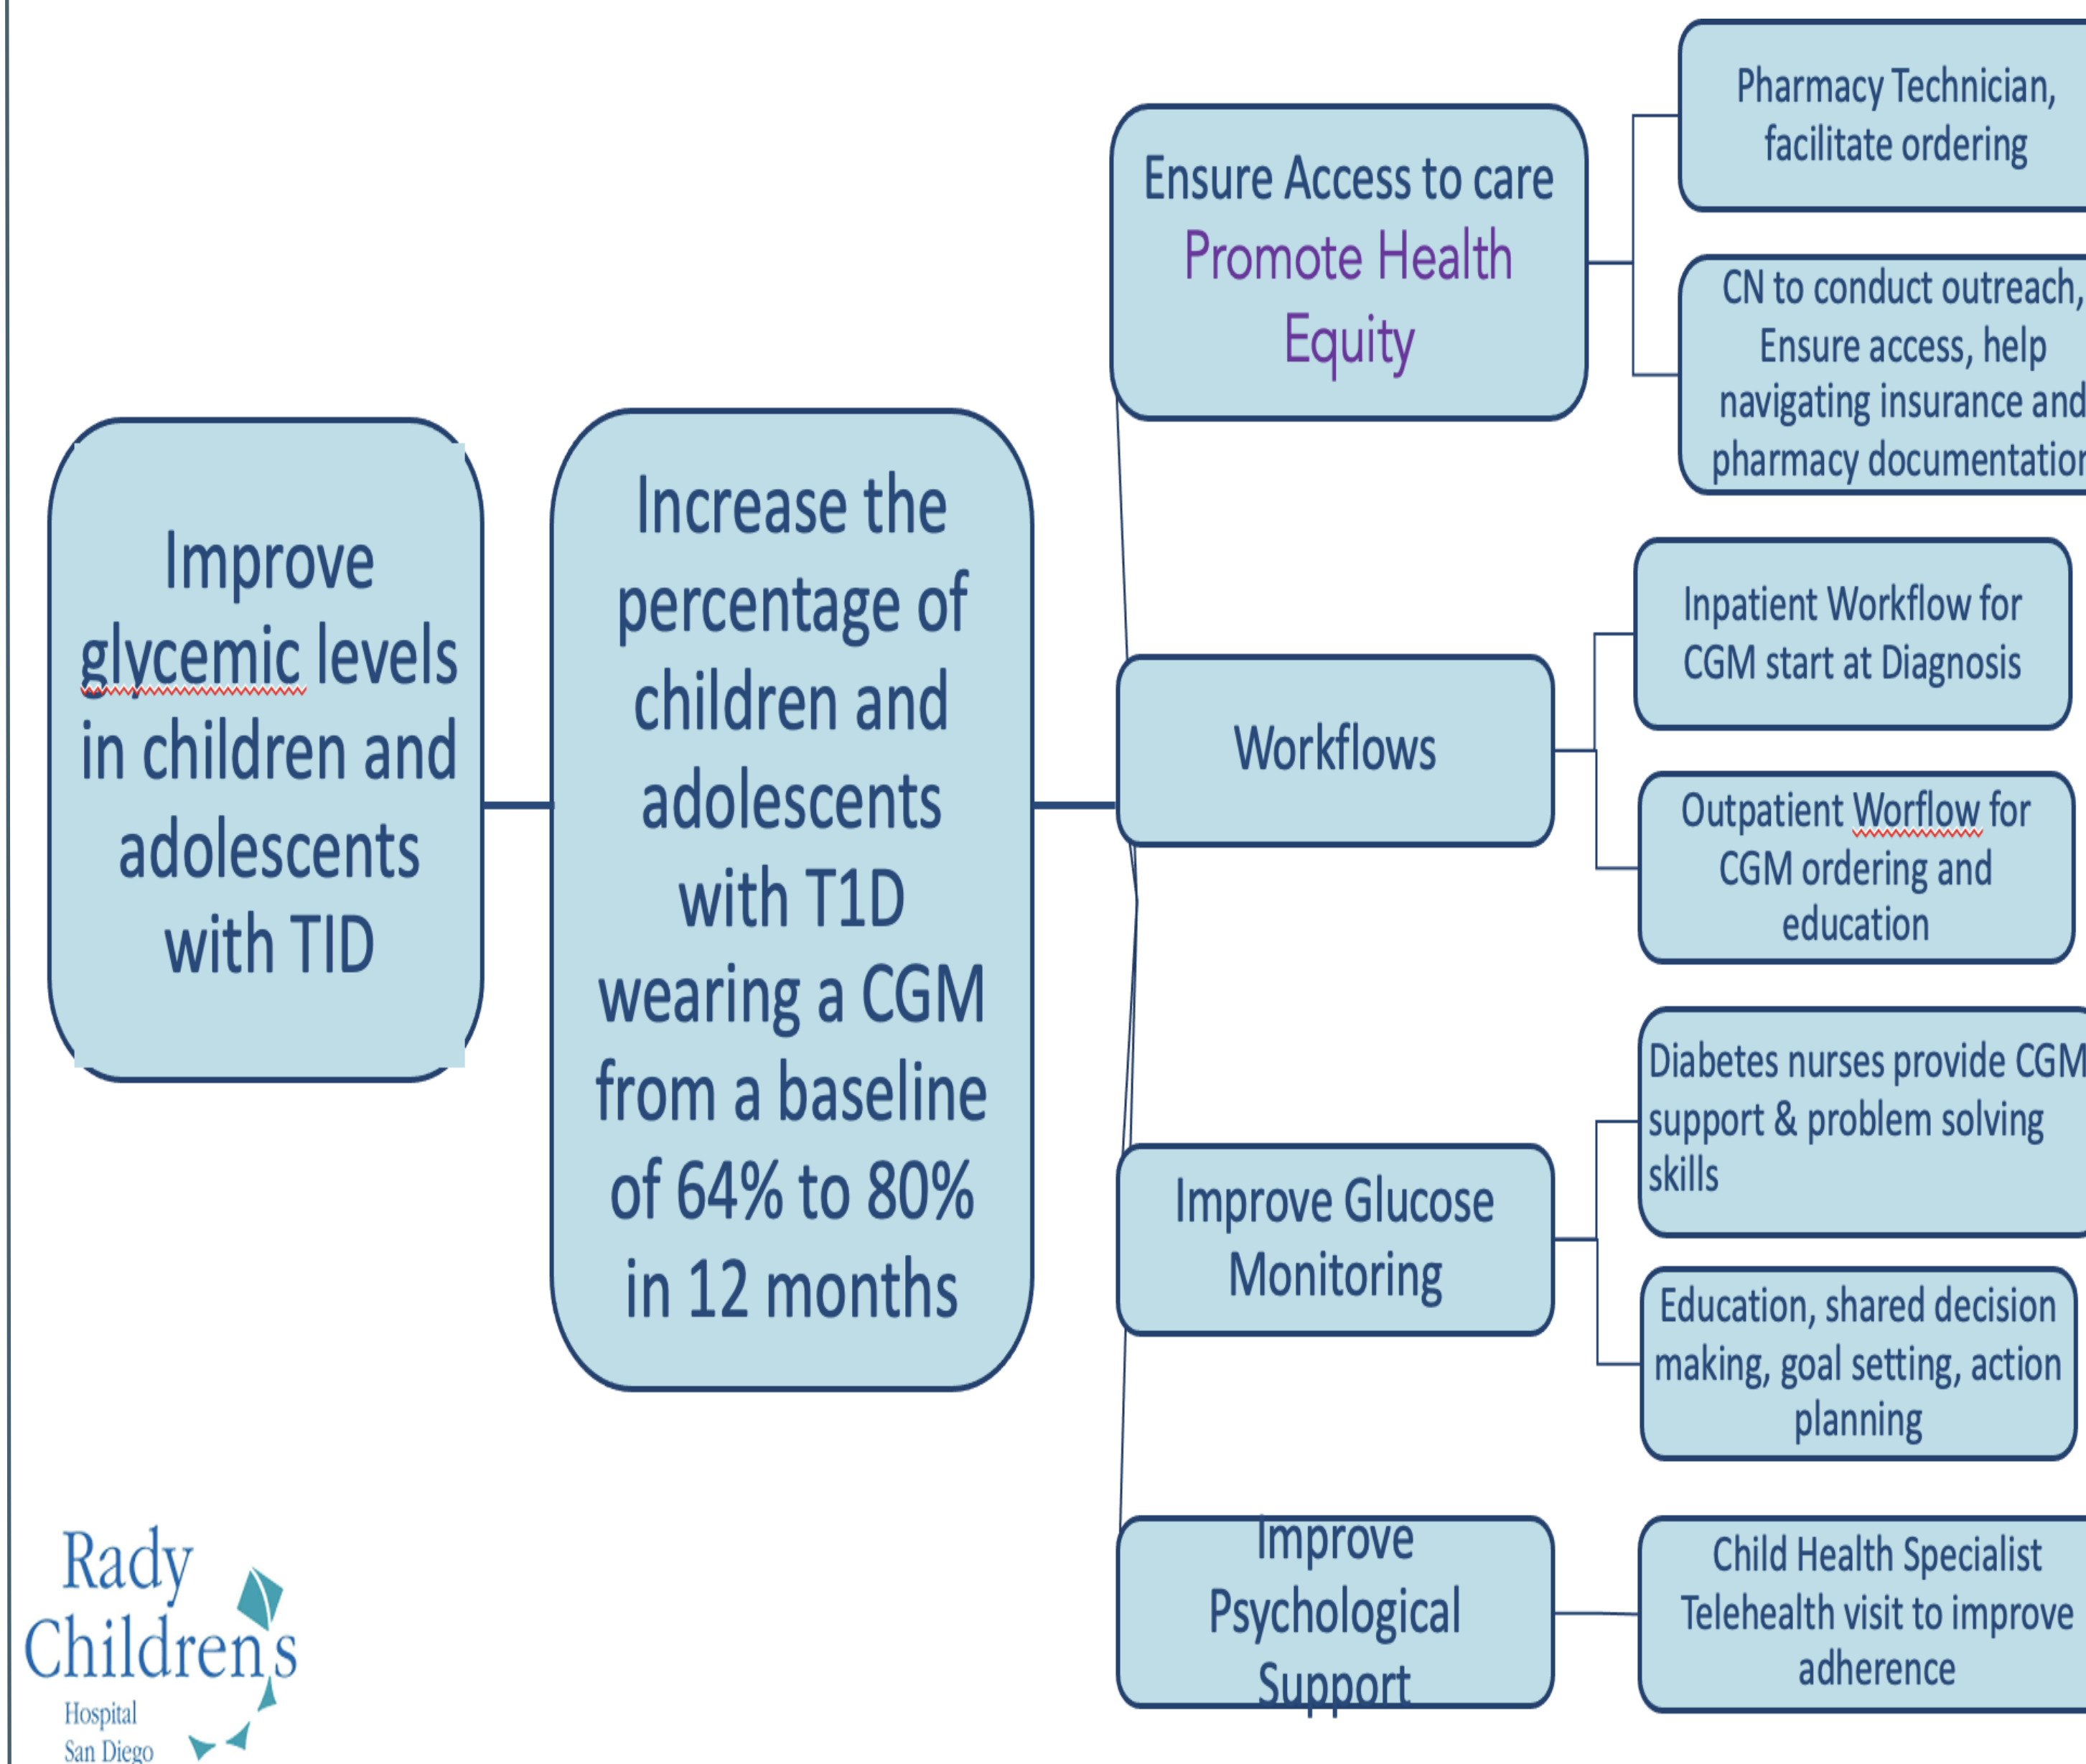 Improve
glycemic levels
in children and
adolescents
with TID
Increase the
percentage of
children and
adolescents
with T1D
wearing a CGM
from a baseline
of 64% to 80%
in 12 months
Ensure Access to care
Promote Health
Equity
Pharmacy Technician,
facilitate ordering
CN to conduct outreach,
Ensure access, help
navigating insurance and
pharmacy documentation
Workflows
Inpatient Workflow for
CGM start at Diagnosis
Outpatient Worflow for
CGM ordering and
education
Improve Glucose
Monitoring
Diabetes nurses provide CGM
support & problem solving
skills
Education, shared decision
making, goal setting, action
planning
Improve
Psychological
Support
Child Health Specialist
Telehealth visit to improve
adherence
Rady
Children's
Hospital
San Diego